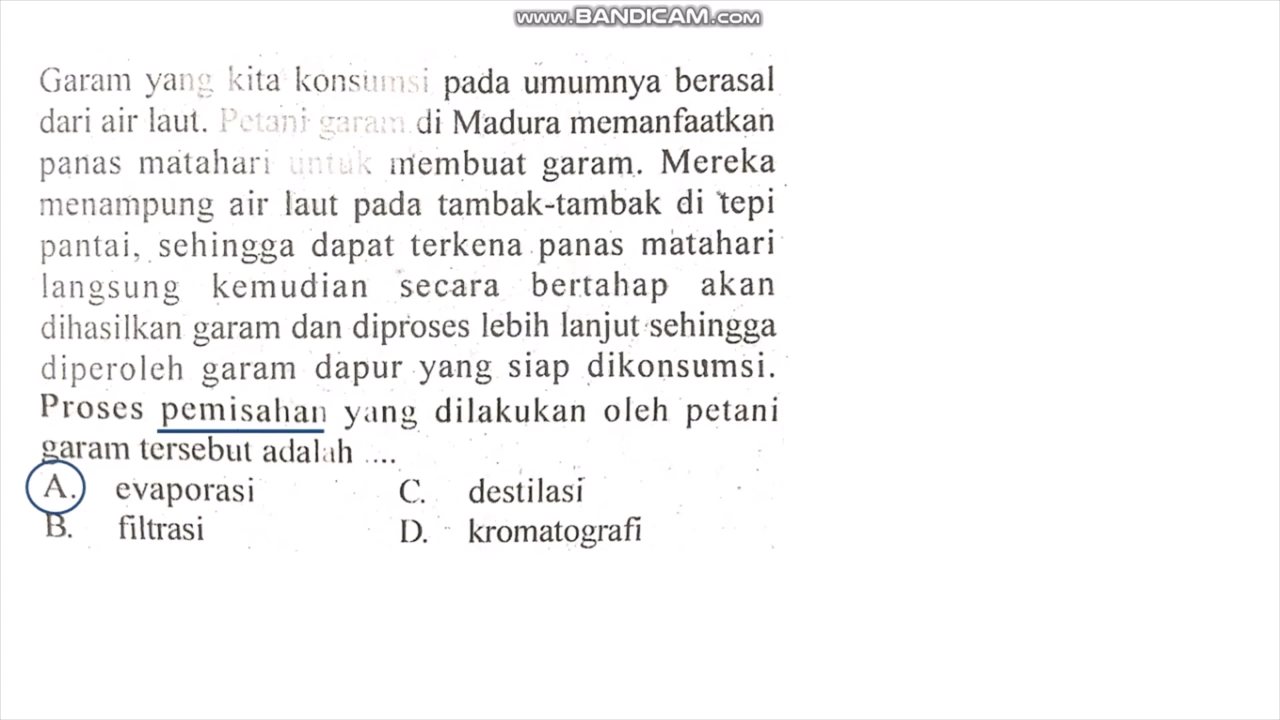 www.BANDICAM.com
Garam yang kita konsumsi pada umumnya berasal
dari air laut. Petani garam di Madura memanfaatkan
panas matahari untuk membuat garam. Mereka
menampung air laut pada tambak-tambak di tepi
pantai, sehingga dapat terkena panas matahari
langsung kemudian secara bertahap akan
dihasilkan garam dan diproses lebih lanjut sehingga
diperoleh garam dapur yang siap dikonsumsi.
Proses pemisahan yang dilakukan oleh petani
garam tersebut adalah ....
A. evaporasi C. destilasi
B. filtrasi D. kromatografi